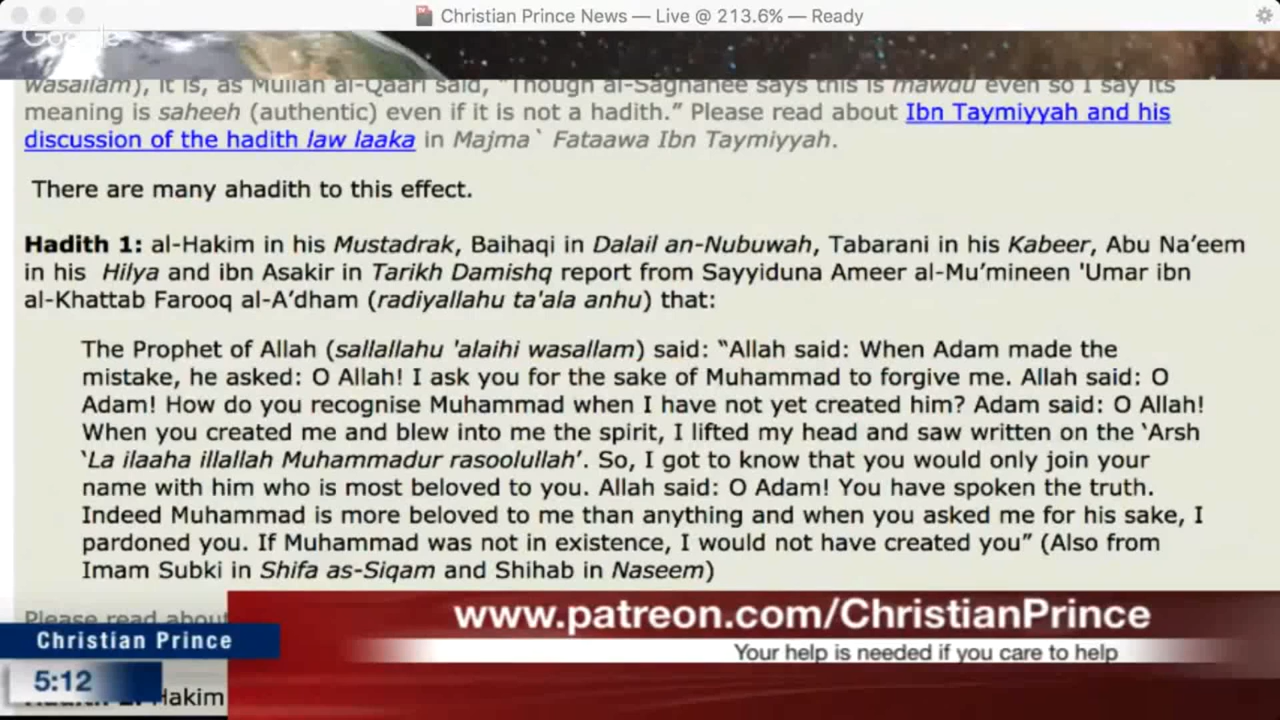 Christian Prince News — Live @ 213.6% — Ready
Google
wasallam), it is, as Mullah al-Qaari said, "Though al-Saghanee says this is mawdu even so I say its
meaning is saheeh (authentic) even if it is not a hadith." Please read about Ibn Taymiyyah and his
discussion of the hadith law laaka in Majma` Fataawa Ibn Taymiyyah.
There are many ahadith to this effect.
Hadith 1: al-Hakim in his Mustadrak, Baihaqi in Dalail an-Nubuwah, Tabarani in his Kabeer, Abu Na’eem
in his Hilya and ibn Asakir in Tarikh Damishq report from Sayyiduna Ameer al-Mu’mineen 'Umar ibn
al-Khattab Farooq al-A’dham (radiyallahu ta'ala anhu) that:
The Prophet of Allah (sallallahu 'alaihi wasallam) said: “Allah said: When Adam made the
mistake, he asked: O Allah! I ask you for the sake of Muhammad to forgive me. Allah said: O
Adam! How do you recognise Muhammad when I have not yet created him? Adam said: O Allah!
When you created me and blew into me the spirit, I lifted my head and saw written on the ‘Arsh
‘La ilaaha illallah Muhammadur rasoolullah’. So, I got to know that you would only join your
name with him who is most beloved to you. Allah said: O Adam! You have spoken the truth.
Indeed Muhammad is more beloved to me than anything and when you asked me for his sake, I
pardoned you. If Muhammad was not in existence, I would not have created you” (Also from
Imam Subki in Shifa as-Siqam and Shihab in Naseem)
Please read about
www.patreon.com/ChristianPrince
Christian Prince
Your help is needed if you care to help
5:12
Hakim